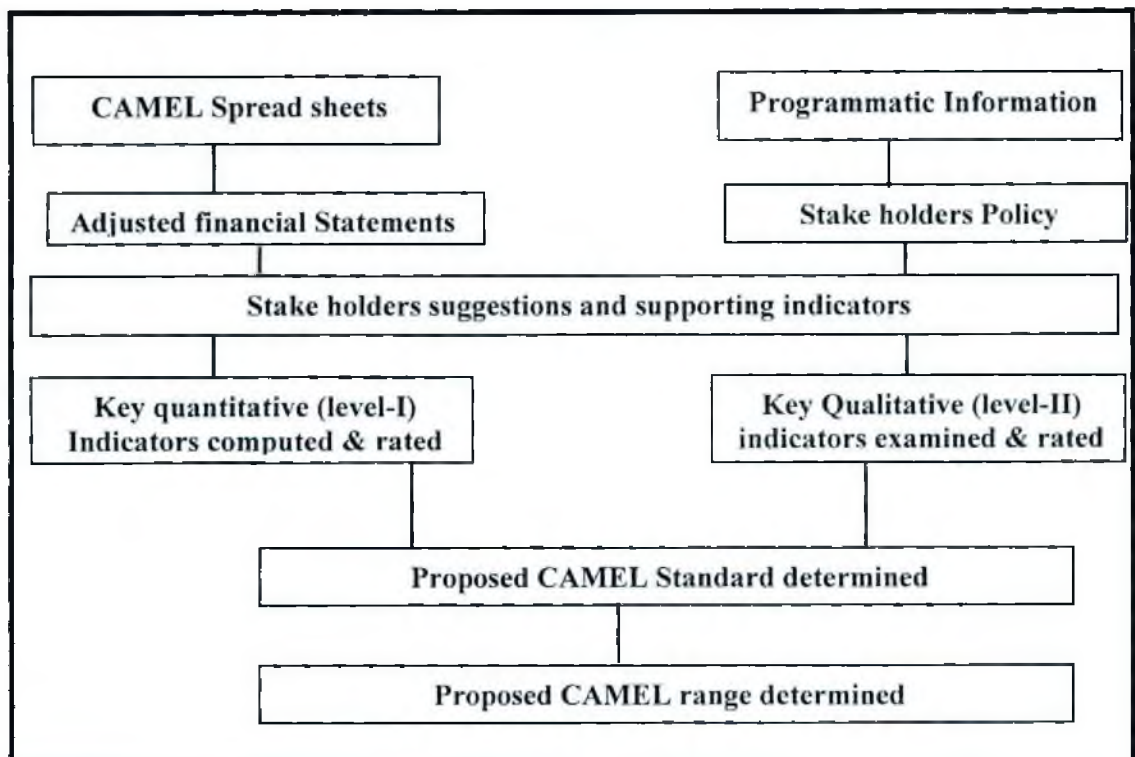 CAMEL Spread sheets
Programmatic Information
Adjusted financial Statements
Stake holders Policy
Stake holders suggestions and supporting indicators
Key quantitative (level-I)
Indicators computed & rated
Key Qualitative (level-II)
indicators examined & rated
Proposed CAMEL Standard determined
Proposed CAMEL range determined